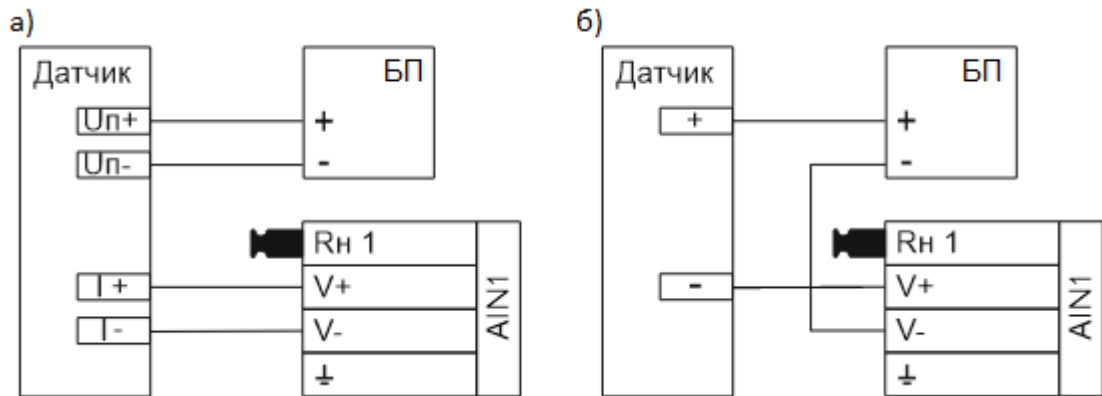 а)
Датчик
Uп+
Uп-
I+
I-
БП
+
-
Rн 1
V+
V-
⏚
AIN1
б)
Датчик
+
-
БП
+
-
Rн 1
V+
V-
⏚
AIN1